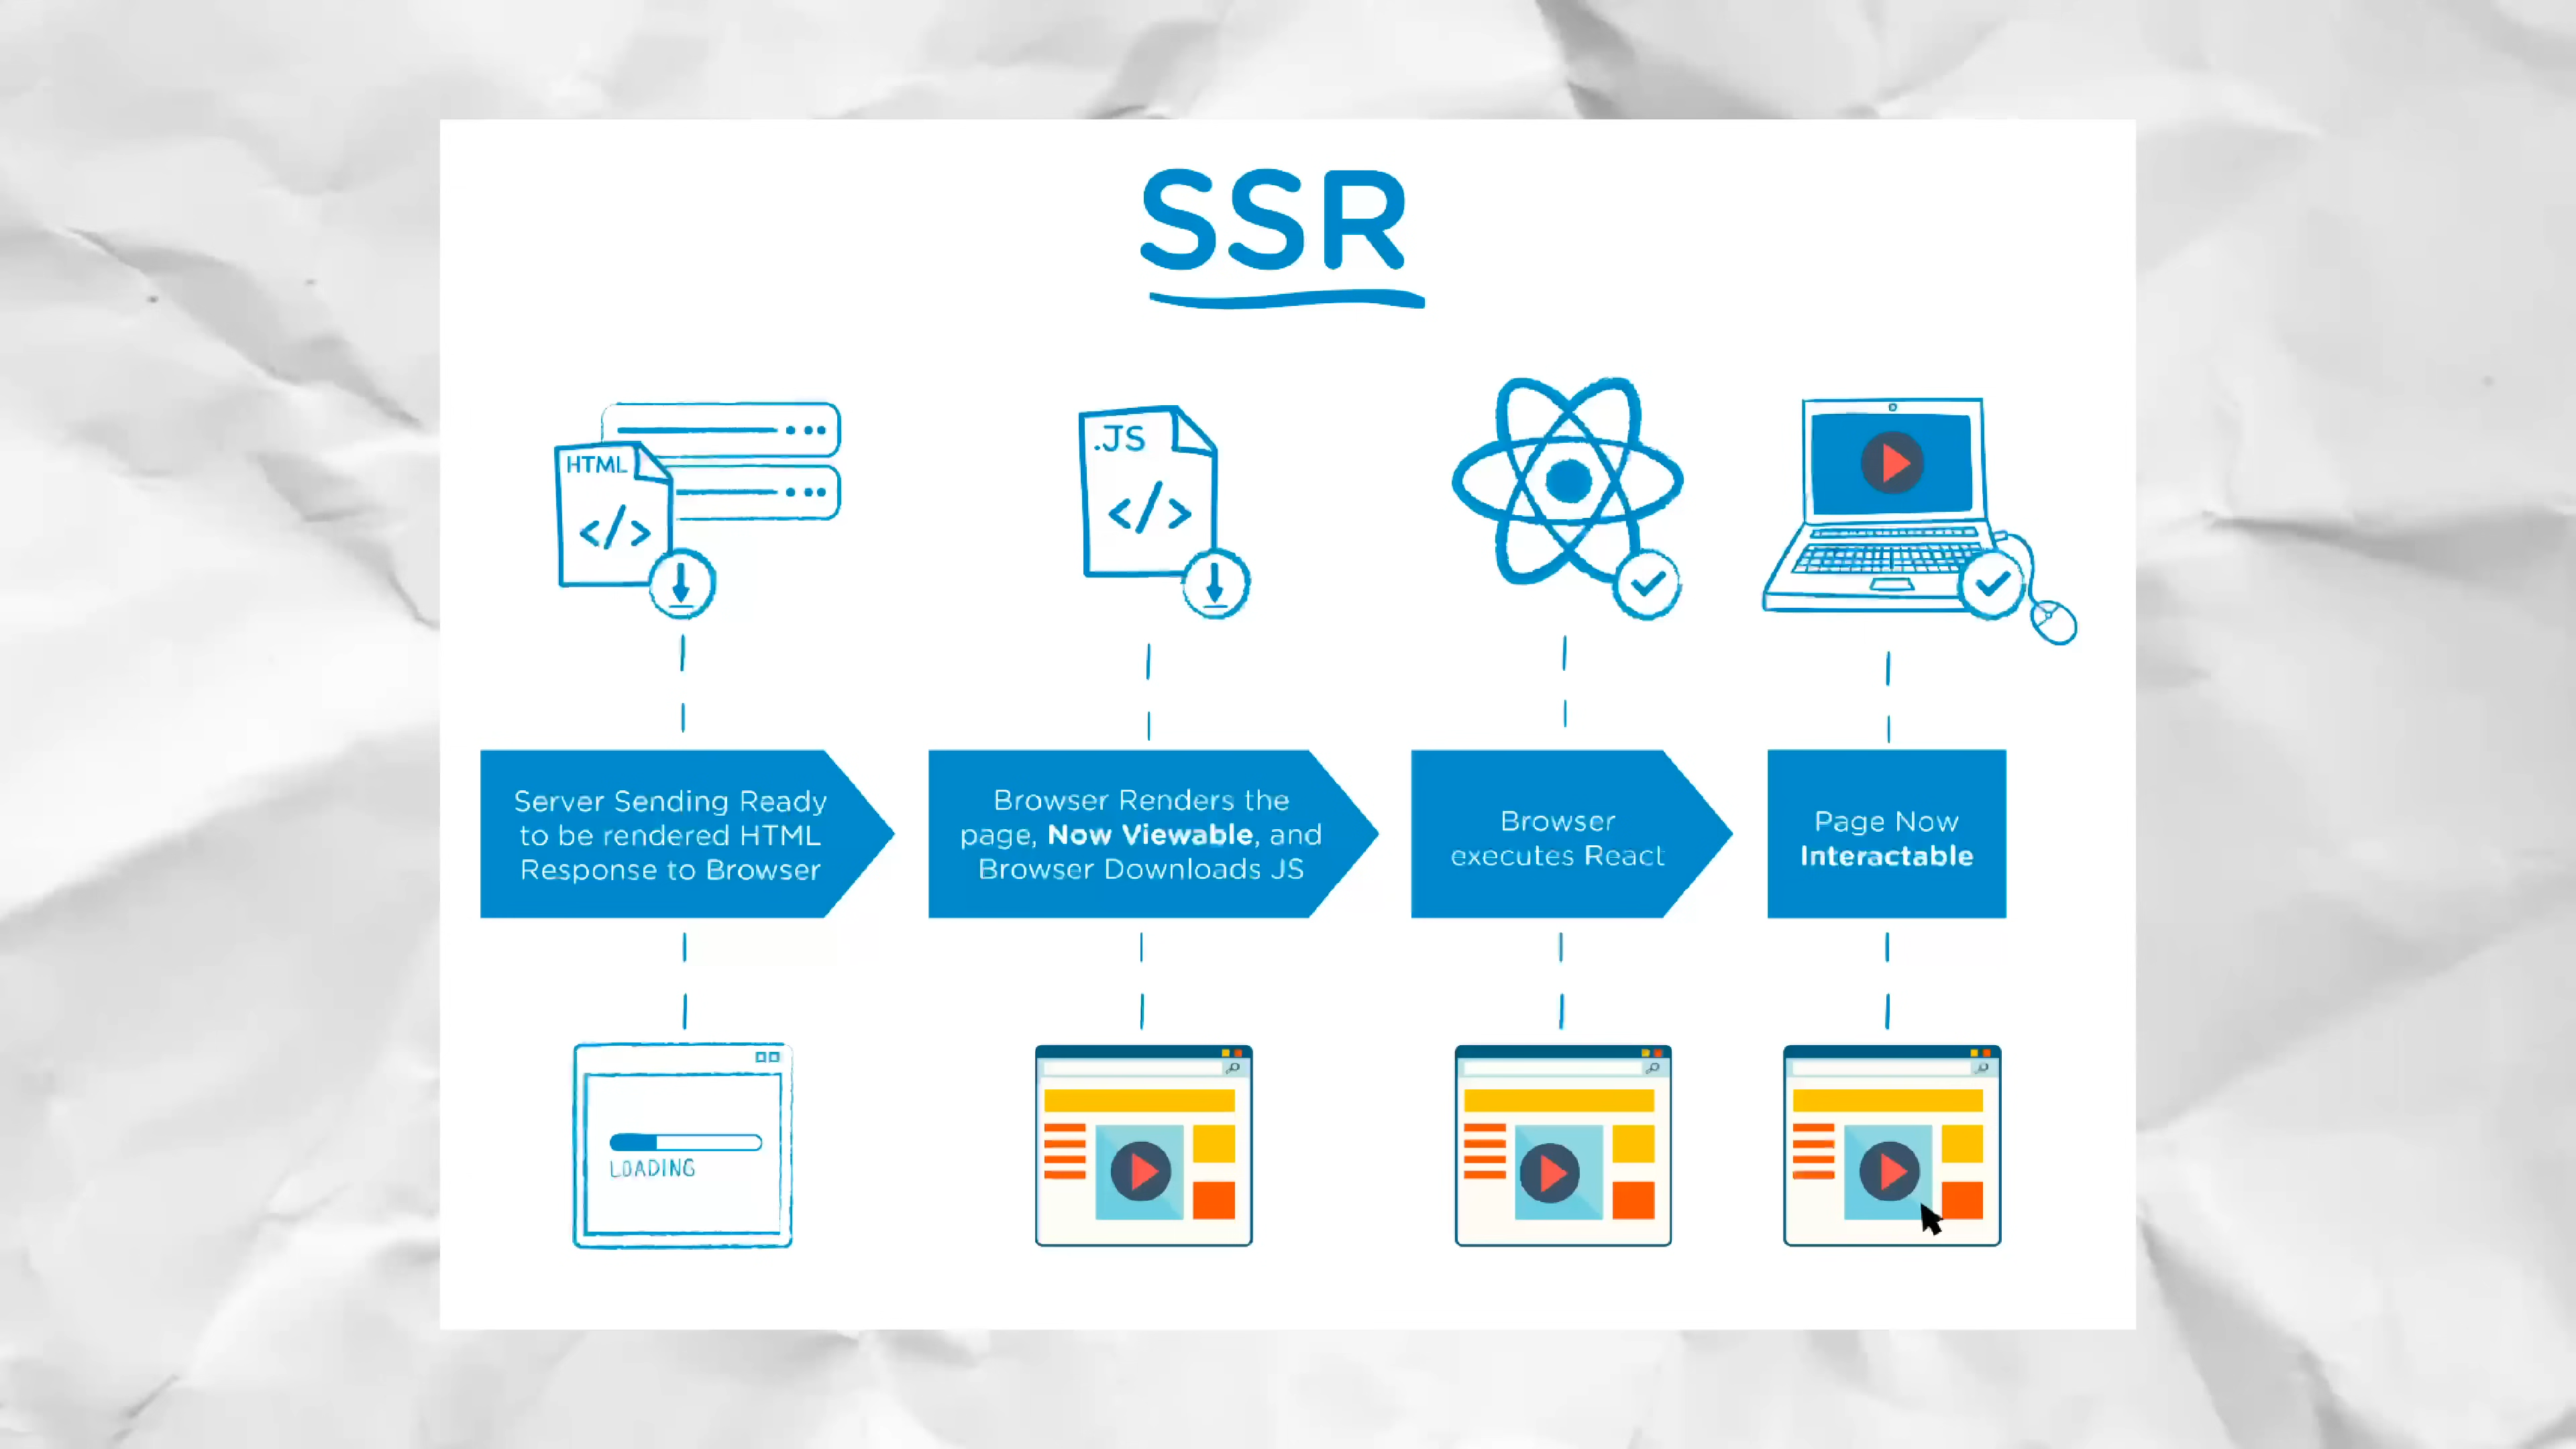 SSR
HTML
</>
.JS
</>
Server Sending Ready
to be rendered HTML
Response to Browser
Browser Renders the
page, Now Viewable, and
Browser Downloads JS
Browser
executes React
Page Now
Interactable
LOADING